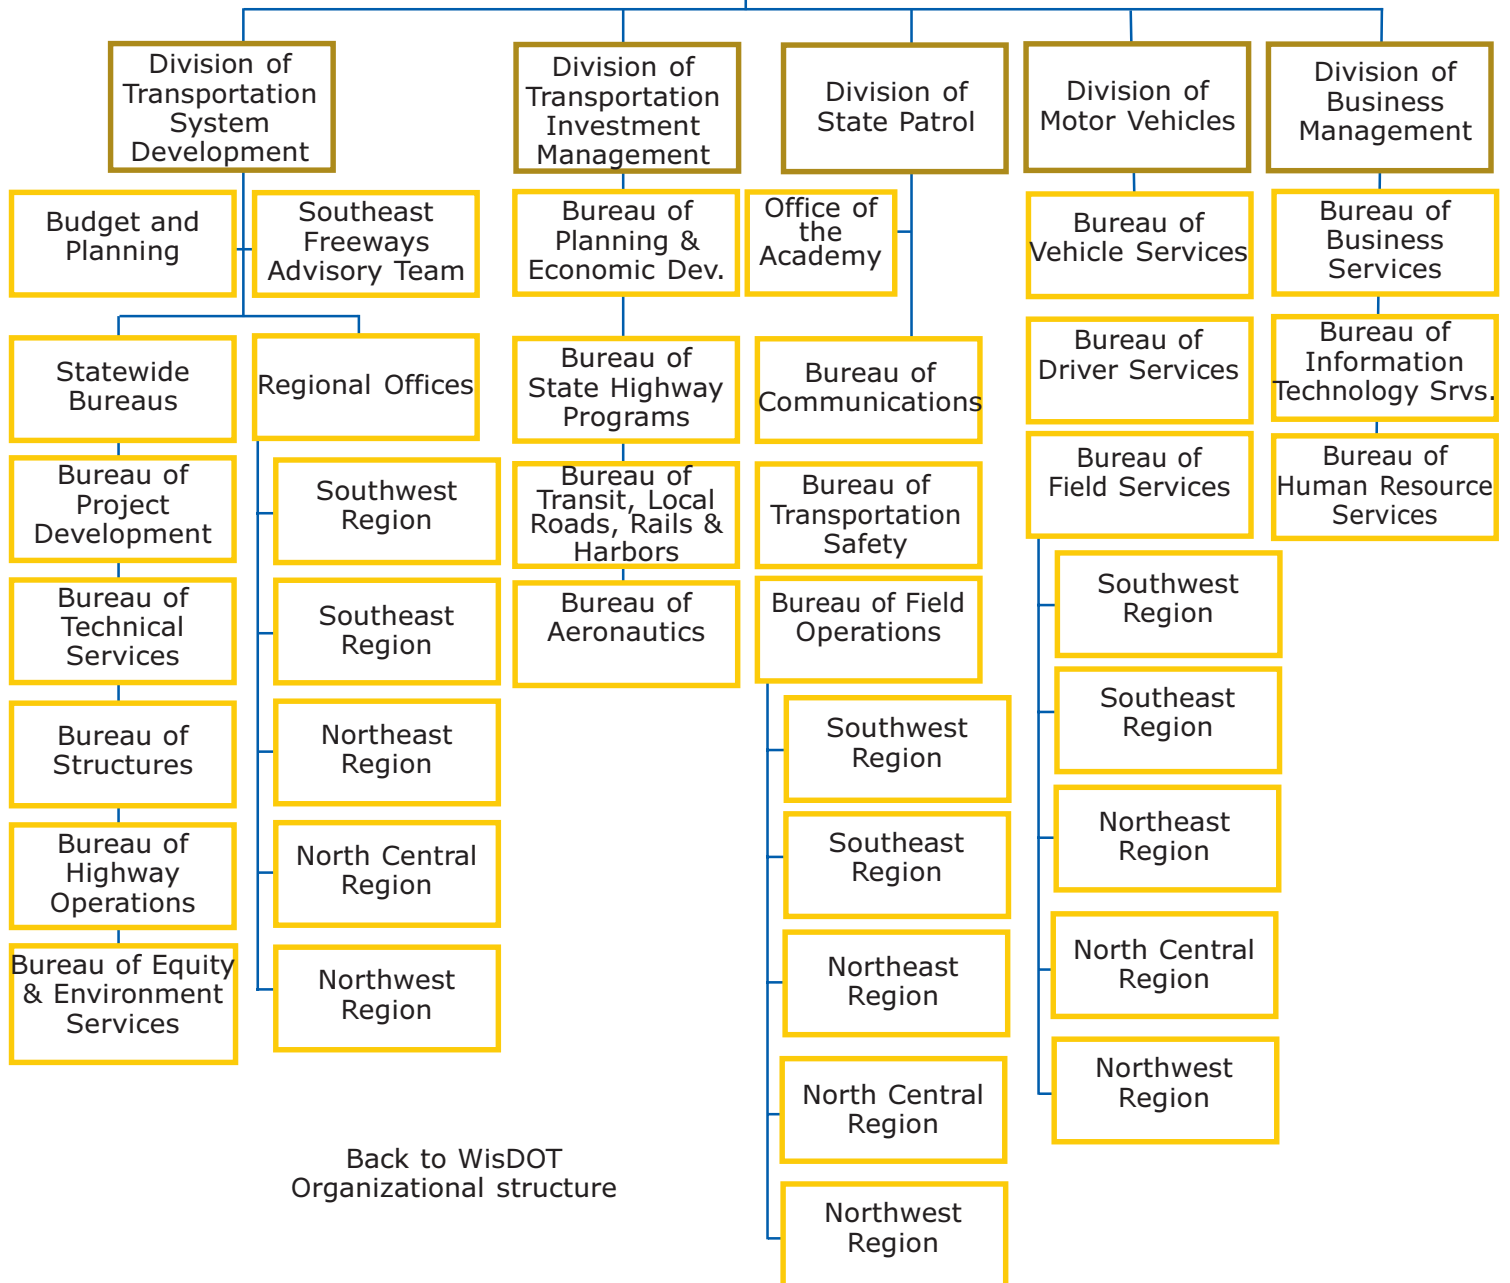 Division of
Transportation
System
Development
Division of
Transportation
Investment
Management
Division of
State Patrol
Division of
Motor Vehicles
Division of
Business
Management
Budget and
Planning
Southeast
Freeways
Advisory Team
Statewide
Bureaus
Regional Offices
Bureau of
Project
Development
Bureau of
Technical
Services
Bureau of
Structures
Bureau of
Highway
Operations
Bureau of Equity
& Environment
Services
Southwest
Region
Southeast
Region
Northeast
Region
North Central
Region
Northwest
Region
Bureau of
Planning &
Economic Dev.
Bureau of
State Highway
Programs
Bureau of
Transit, Local
Roads, Rails &
Harbors
Bureau of
Aeronautics
Office of
the
Academy
Bureau of
Communications
Bureau of
Transportation
Safety
Bureau of Field
Operations
Southwest
Region
Southeast
Region
Northeast
Region
North Central
Region
Northwest
Region
Bureau of
Vehicle Services
Bureau of
Driver Services
Bureau of
Field Services
Southwest
Region
Southeast
Region
Northeast
Region
North Central
Region
Northwest
Region
Bureau of
Business
Services
Bureau of
Information
Technology Srvs.
Bureau of
Human Resource
Services
Back to WisDOT
Organizational structure